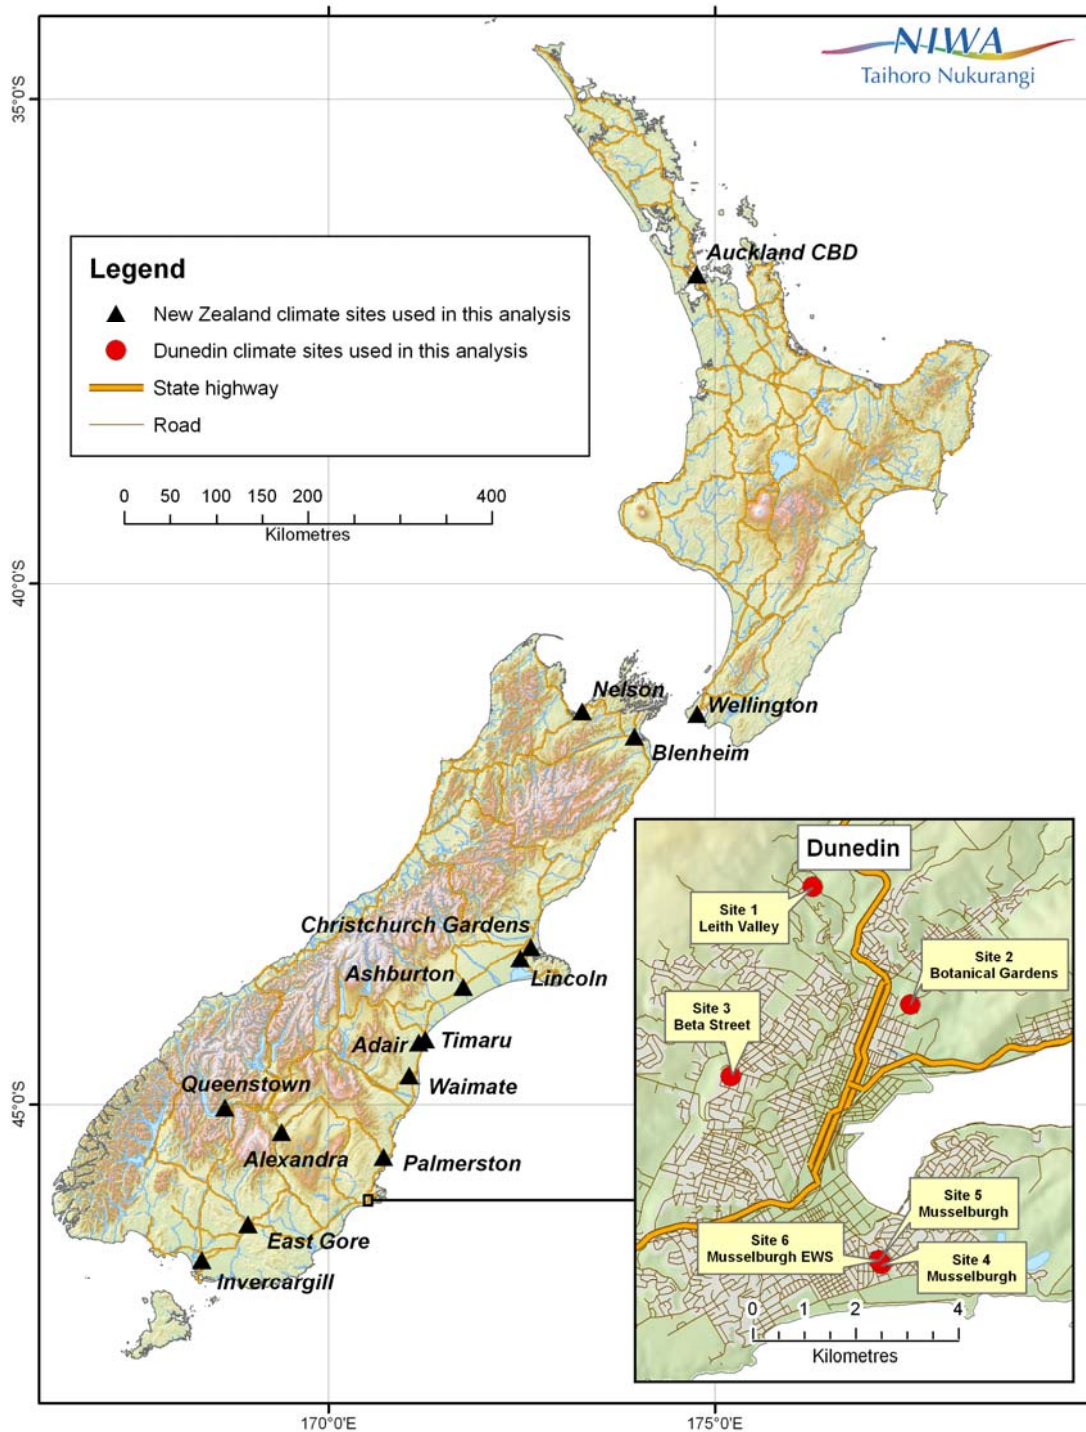 NIWA
Taihoro Nukurangi
35°0'S
Auckland CBD
Legend
New Zealand climate sites used in this analysis
Dunedin climate sites used in this analysis
State highway
Road
0 50 100 150 200 400
Kilometres
40°0'S
Nelson
Wellington
Blenheim
Christchurch Gardens
Lincoln
Ashburton
Adair
Timaru
Waimate
Queenstown
45°0'S
Alexandra
Palmerston
East Gore
Invercargill
Dunedin
Site 1
Leith Valley
Site 2
Botanical Gardens
Site 3
Beta Street
Site 5
Musselburgh
Site 6
Musselburgh EWS
Site 4
Musselburgh
0 1 2 4
Kilometres
170°0'E
175°0'E